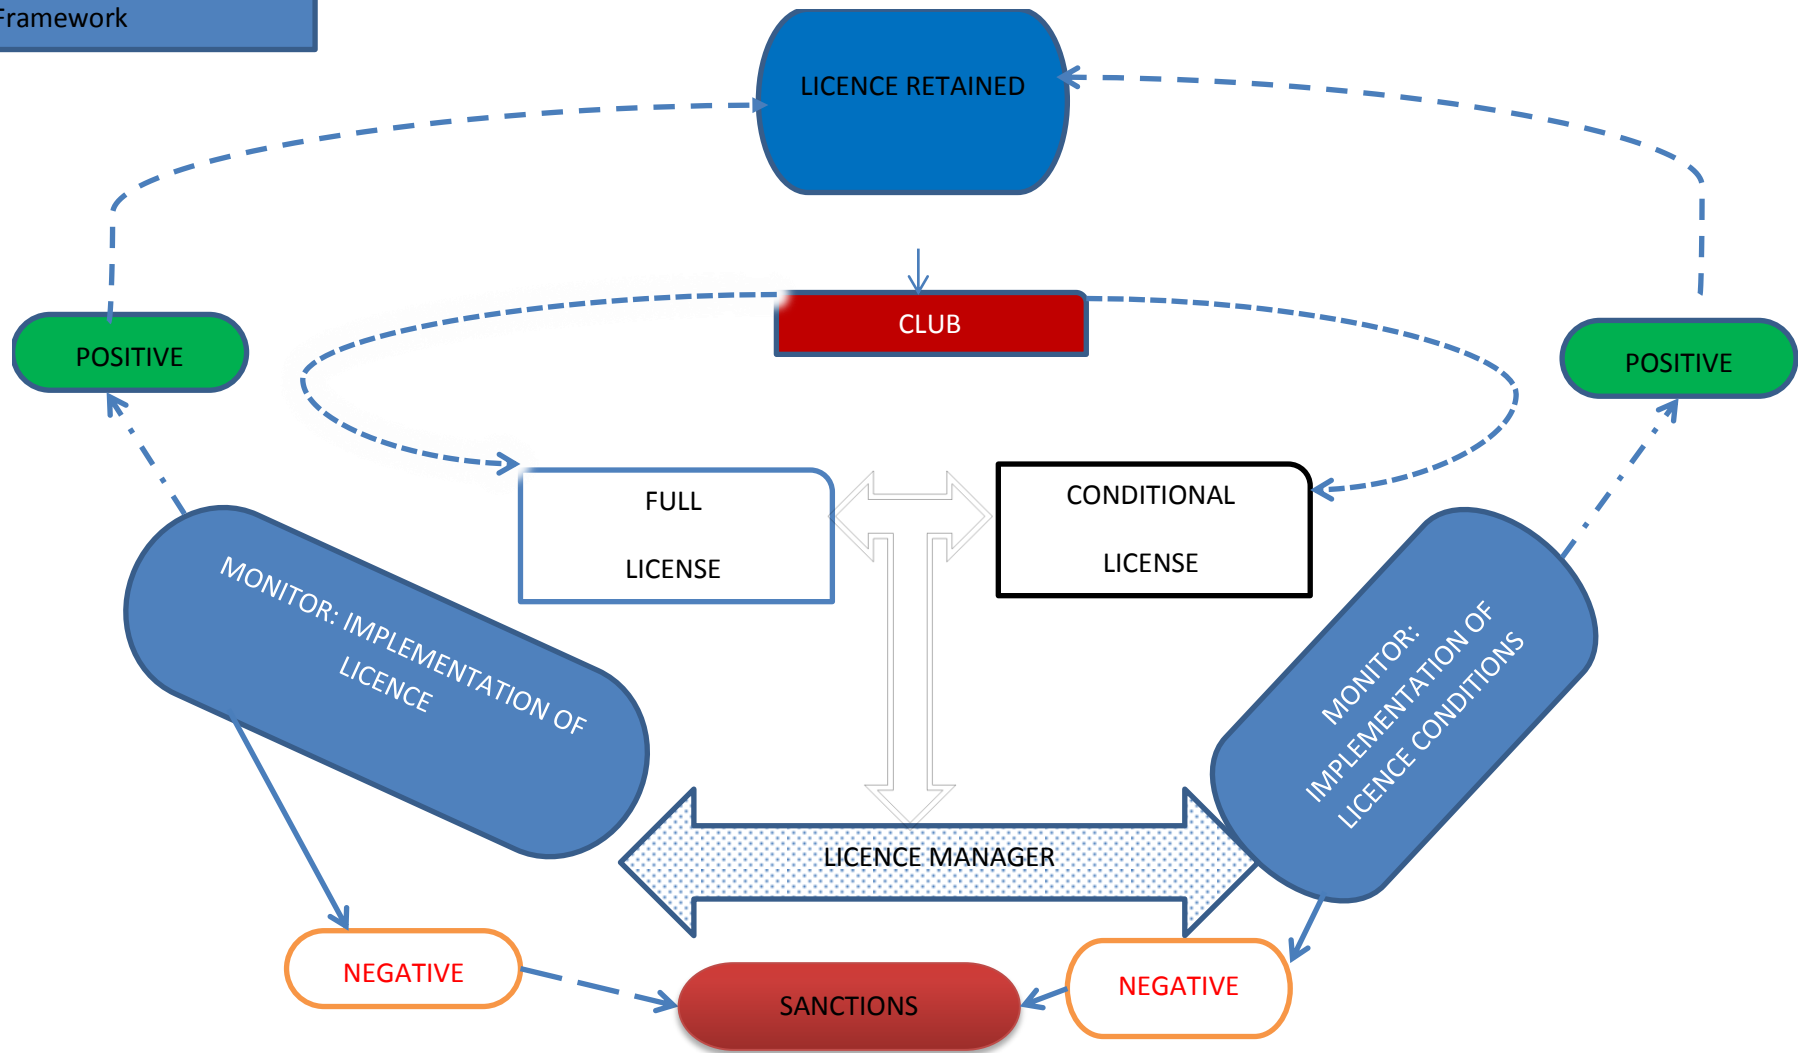 Framework
LICENCE RETAINED
CLUB
POSITIVE
POSITIVE
FULL
LICENSE
CONDITIONAL
LICENSE
MONITOR: IMPLEMENTATION OF
LICENCE
MONITOR:
IMPLEMENTATION OF
LICENCE CONDITIONS
LICENCE MANAGER
NEGATIVE
NEGATIVE
SANCTIONS